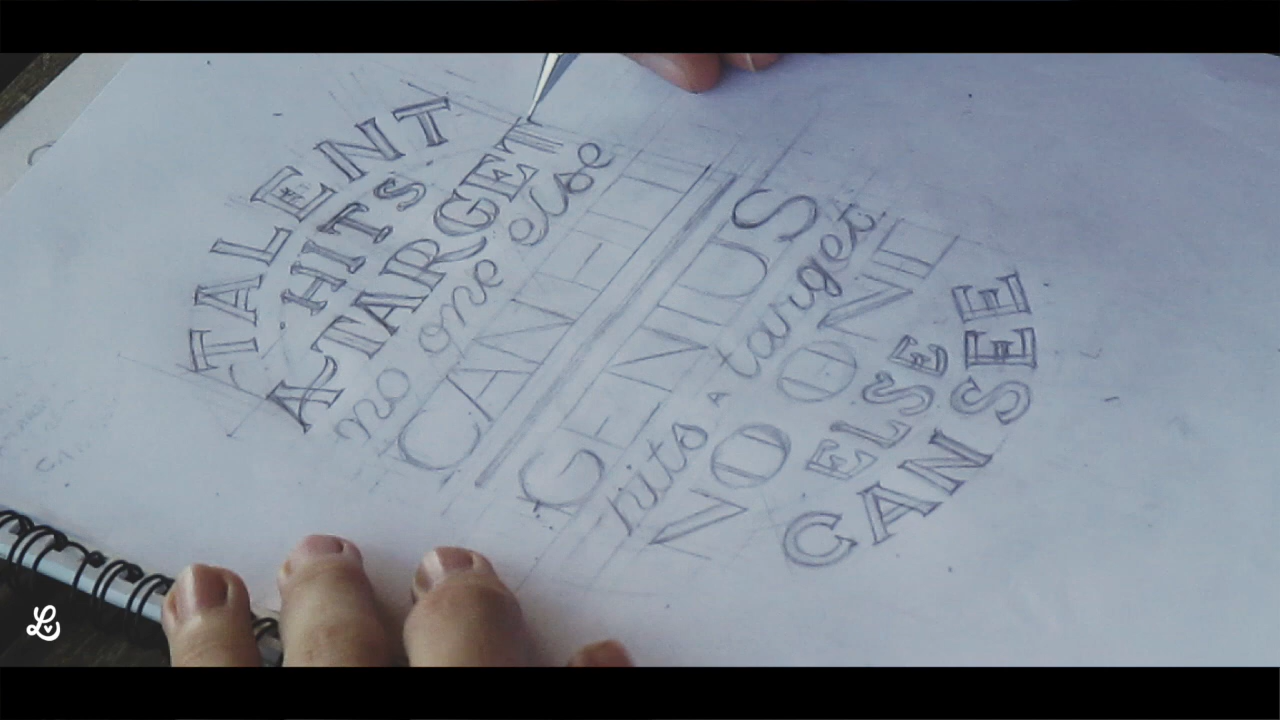 TALENT
HITS
A TARGET
no one else
CAN HIT
GENIUS
hits A target
NO ONE
ELSE
CAN SEE